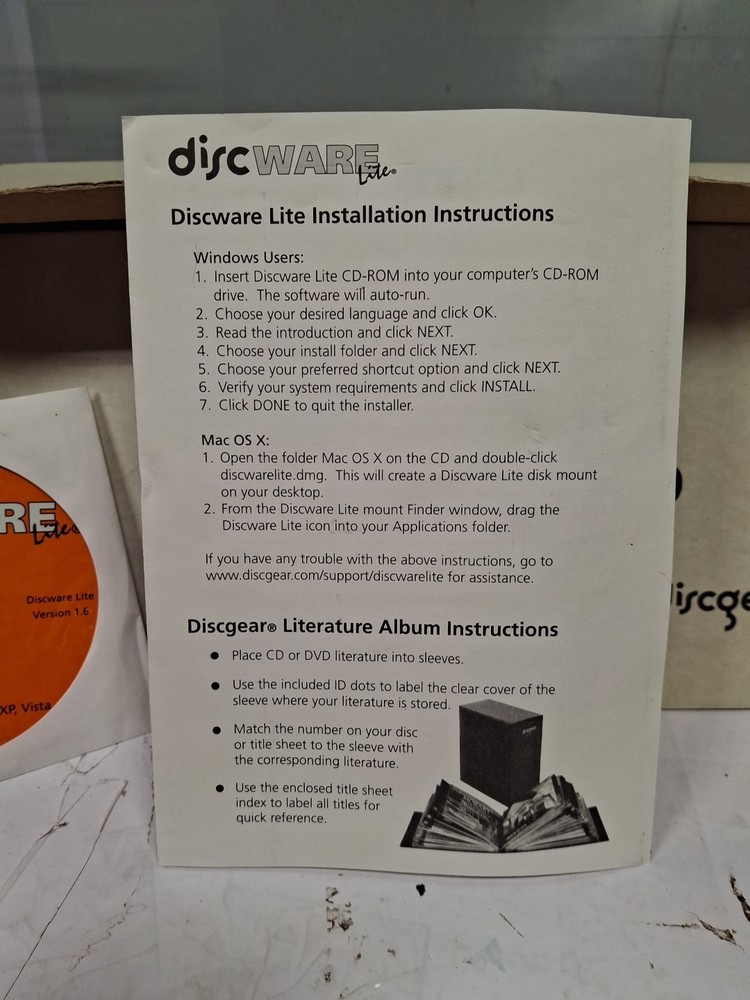 discWARE
Lite®
Discware Lite Installation Instructions
Windows Users:
1. Insert Discware Lite CD-ROM into your computer's CD-ROM
drive. The software will auto-run.
2. Choose your desired language and click OK.
3. Read the introduction and click NEXT.
4. Choose your install folder and click NEXT.
5. Choose your preferred shortcut option and click NEXT.
6. Verify your system requirements and click INSTALL.
7. Click DONE to quit the installer.
Mac OS X:
1. Open the folder Mac OS X on the CD and double-click
discwarelite.dmg. This will create a Discware Lite disk mount
on your desktop.
2. From the Discware Lite mount Finder window, drag the
Discware Lite icon into your Applications folder.
If you have any trouble with the above instructions, go to
www.discgear.com/support/discwarelite for assistance.
Discgear® Literature Album Instructions
● Place CD or DVD literature into sleeves.
● Use the included ID dots to label the clear cover of the
sleeve where your literature is stored.
● Match the number on your disc
or title sheet to the sleeve with
the corresponding literature.
● Use the enclosed title sheet
index to label all titles for
quick reference.
RE
Lite®
Discware Lite
Version 1.6
XP, Vista
iscge